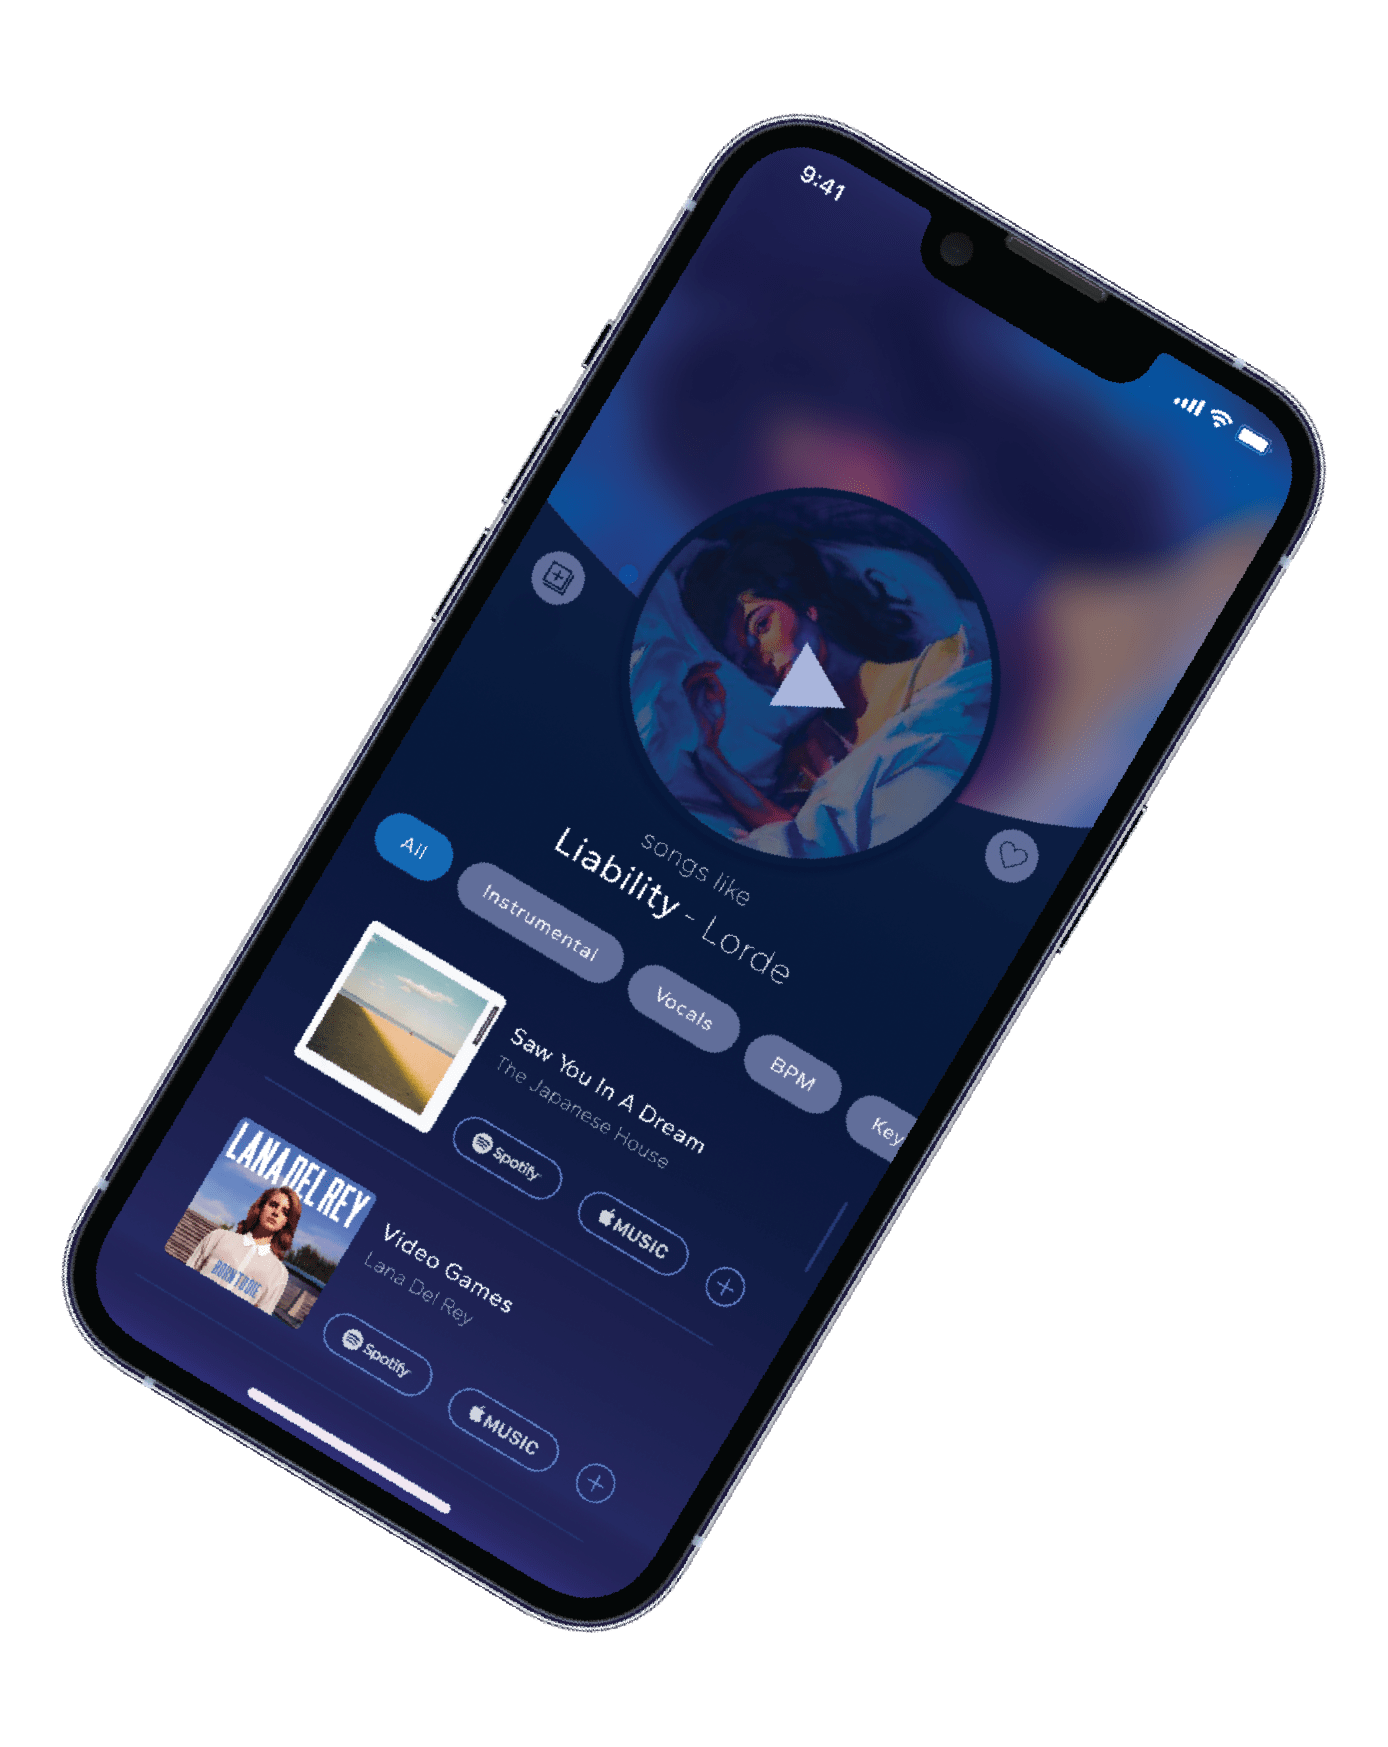 9:41
songs like
Liability - Lorde
All
Instrumental
Vocals
BPM
Key
Saw You In A Dream
The Japanese House
Spotify
MUSIC
LANA DEL REY
BORN TO DIE
Video Games
Lana Del Rey
Spotify
MUSIC